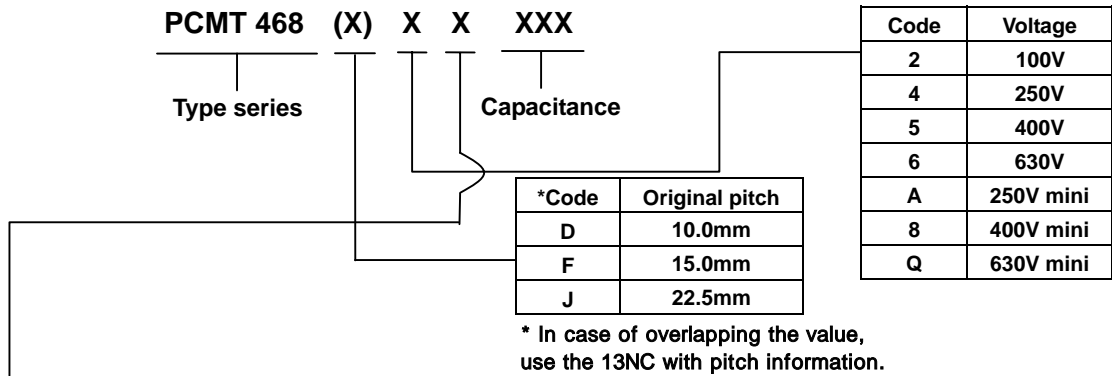 PCMT 468 (X) X X XXX
Type series
Capacitance
Code Voltage
2 100V
4 250V
5 400V
6 630V
A 250V mini
8 400V mini
Q 630V mini
*Code Original pitch
D 10.0mm
F 15.0mm
J 22.5mm
* In case of overlapping the value,
use the 13NC with pitch information.